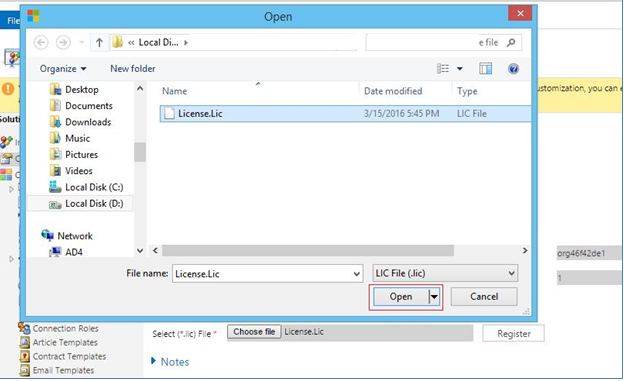 Open
File
« Local Di...
e file
Organize
New folder
Name
Date modified
Type
License.Lic
3/15/2016 5:45 PM
LIC File
Desktop
Documents
Downloads
Music
Pictures
Videos
Local Disk (C:)
Local Disk (D:)
Network
AD4
ustomization, you can e
Solut
org46f42de1
1
File name:
License.Lic
LIC File (.lic)
Open
Cancel
Select (*.lic) File *
Choose file
License.Lic
Register
Notes
Connection Roles
Article Templates
Contract Templates
Email Templates